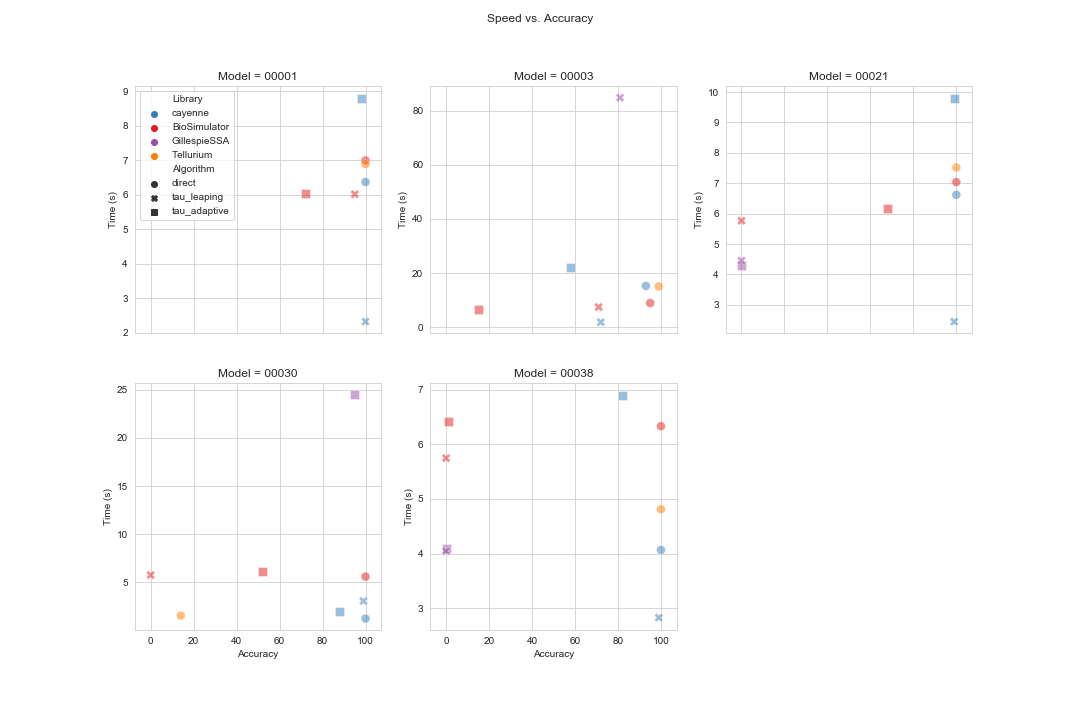 Speed vs. Accuracy
Model = 00001
Time (s)
9
8
7
6
5
4
3
2
Library
cayenne
BioSimulator
GillespieSSA
Tellurium
Algorithm
direct
tau_leaping
tau_adaptive
Model = 00003
Time (s)
80
60
40
20
0
Model = 00021
Time (s)
10
9
8
7
6
5
4
3
Model = 00030
Time (s)
25
20
15
10
5
0 20 40 60 80 100
Accuracy
Model = 00038
Time (s)
7
6
5
4
3
0 20 40 60 80 100
Accuracy